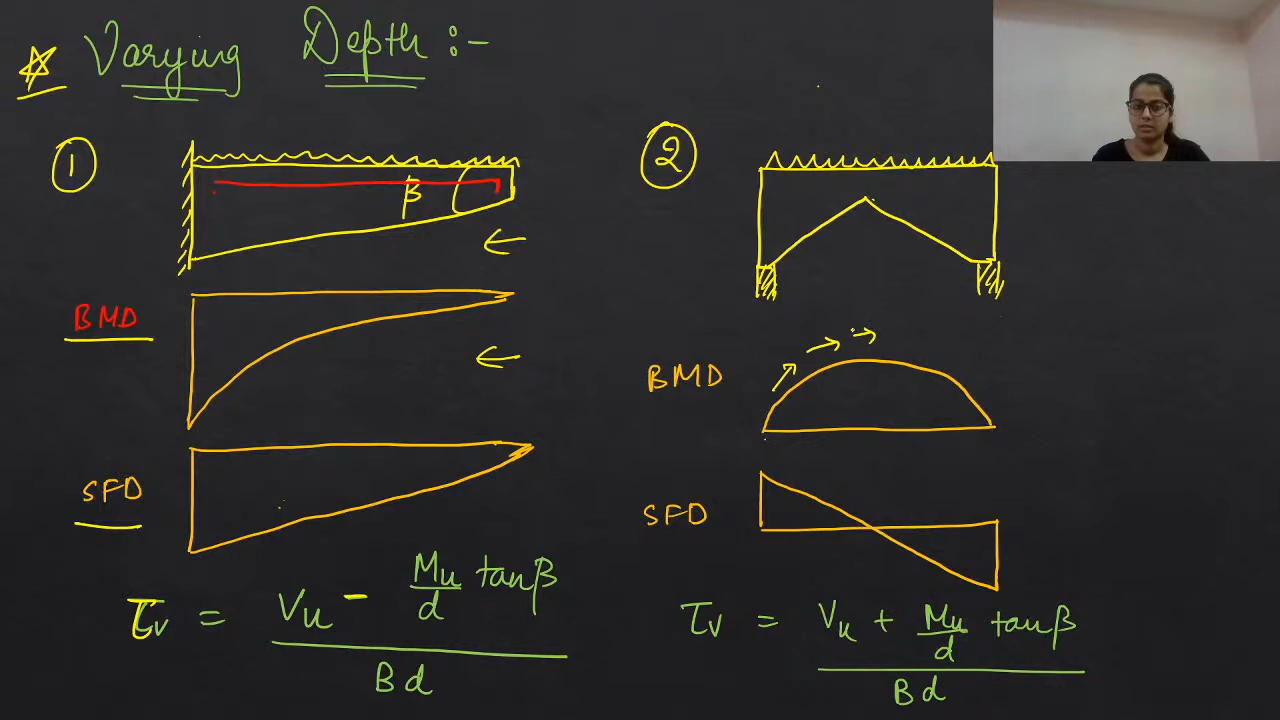 ☆ Varying Depth :-
1
β
BMD
SFD
τv = (Vu - Mu/d tanβ) / Bd
2
BMD
SFD
τv = (Vu + Mu/d tanβ) / Bd